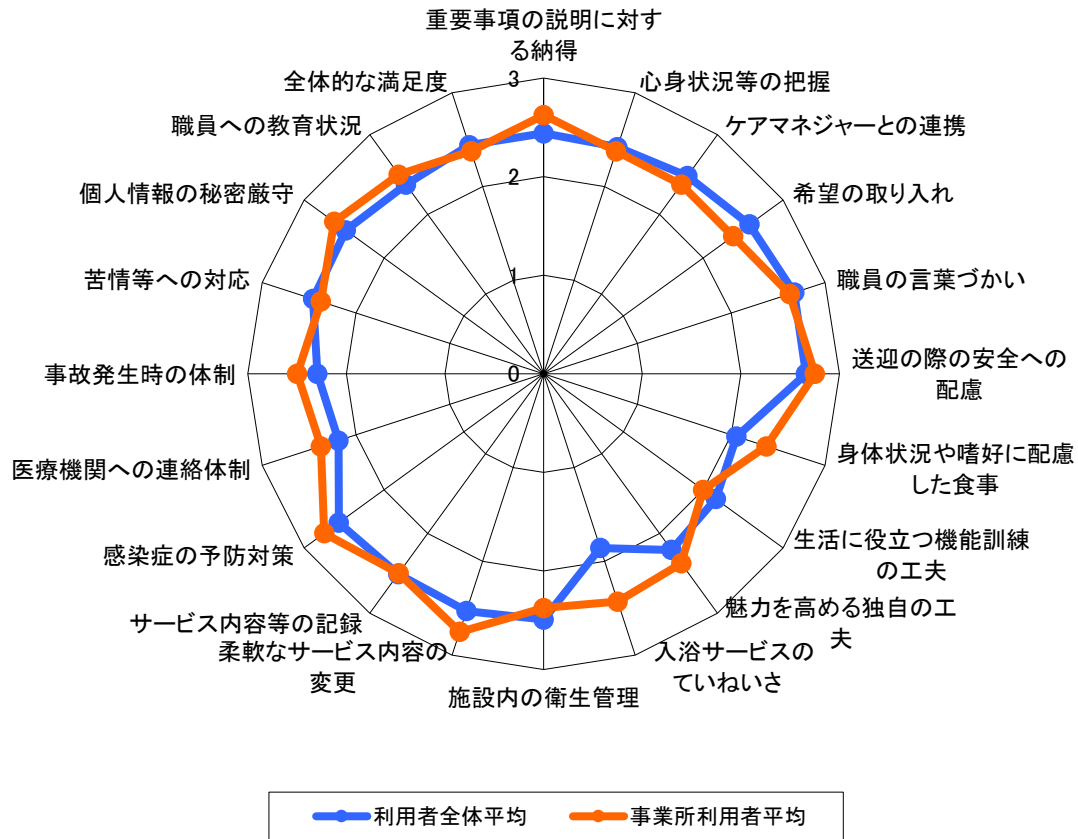 重要事項の説明に対す
る納得
心身状況等の把握
ケアマネジャーとの連携
希望の取り入れ
職員の言葉づかい
送迎の際の安全への
配慮
身体状況や嗜好に配慮
した食事
生活に役立つ機能訓練
の工夫
魅力を高める独自の工
夫
入浴サービスの
ていねいさ
施設内の衛生管理
柔軟なサービス内容の
変更
サービス内容等の記録
感染症の予防対策
医療機関への連絡体制
事故発生時の体制
苦情等への対応
個人情報の秘密厳守
職員への教育状況
全体的な満足度
3
2
1
0
利用者全体平均
事業所利用者平均